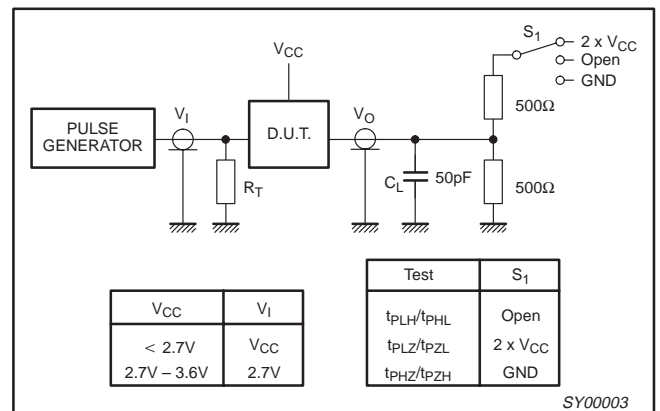 S1
2 x VCC
Open
GND
VCC
500Ω
PULSE GENERATOR
VI
D.U.T.
VO
RT
CL
50pF
500Ω
VCC VI
< 2.7V VCC
2.7V – 3.6V 2.7V
Test S1
tPLH/tPHL Open
tPLZ/tPZL 2 x VCC
tPHZ/tPZH GND
SY00003